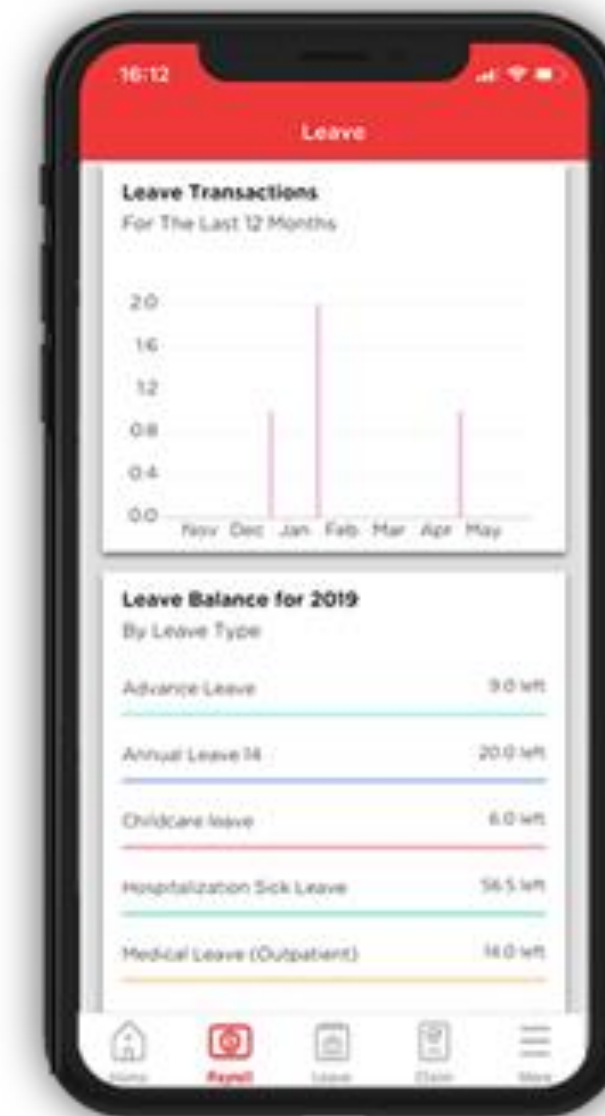 16:12
Leave
Leave Transactions
For The Last 12 Months
2.0
1.6
1.2
0.8
0.4
0.0
Nov Dec Jan Feb Mar Apr May
Leave Balance for 2019
By Leave Type
Advance Leave 9.0 left
Annual Leave 14 20.0 left
Childcare leave 6.0 left
Hospitalization Sick Leave 56.5 left
Medical Leave (Outpatient) 14.0 left
Home Payroll Leave Claim More